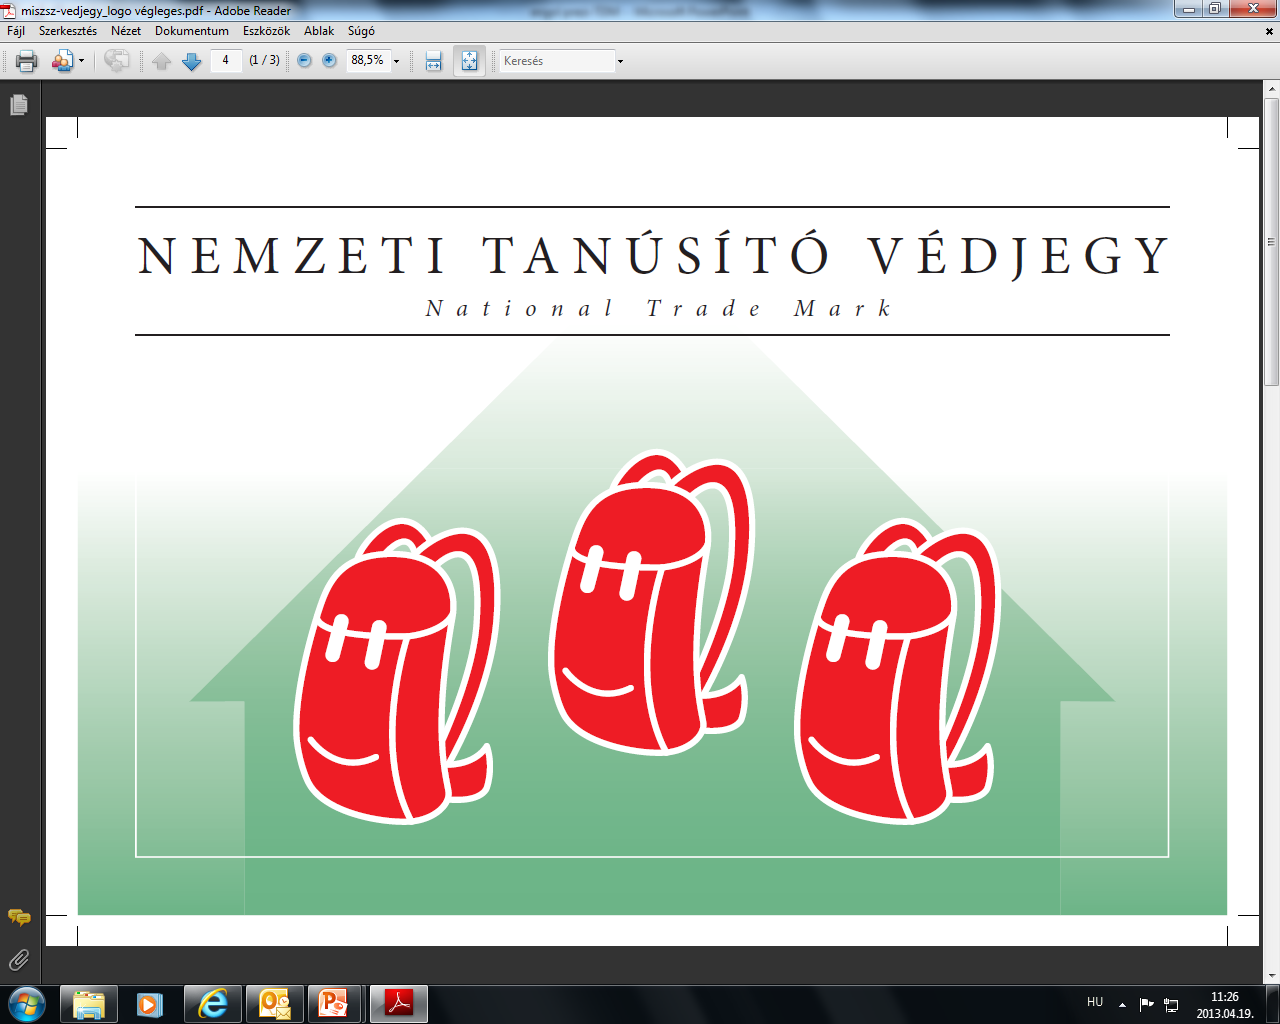 miszsz-vedjegy_logo végleges.pdf - Adobe Reader
Fájl Szerkesztés Nézet Dokumentum Eszközök Ablak Súgó
4 (1 / 3) 88,5% Keresés
NEMZETI TANÚSÍTÓ VÉDJEGY
National Trade Mark
HU 11:26
2013.04.19.